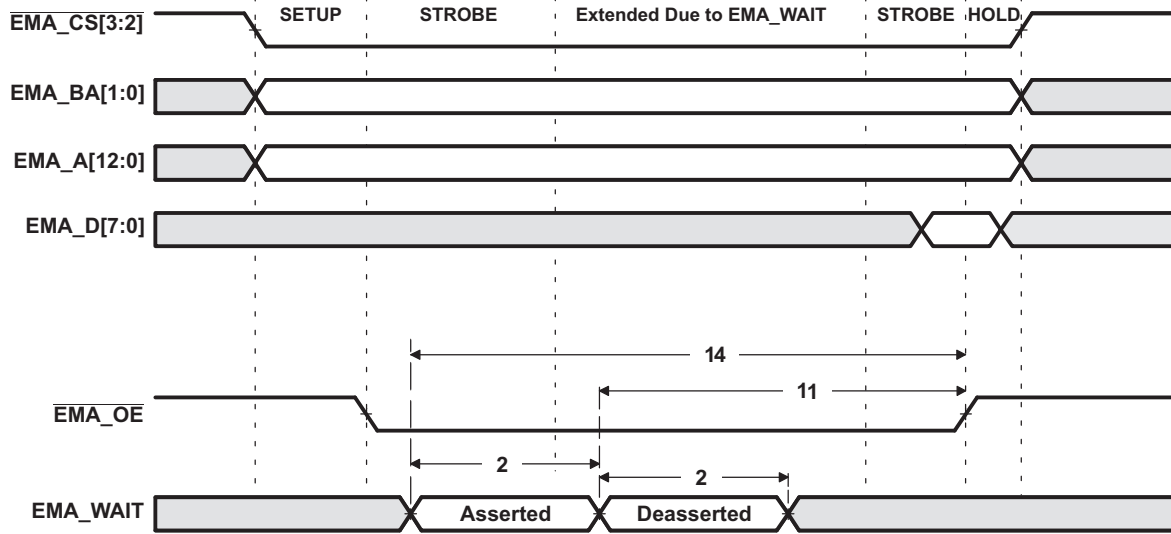 SETUP STROBE Extended Due to EMA_WAIT STROBE HOLD
EMA_CS[3:2]
EMA_BA[1:0]
EMA_A[12:0]
EMA_D[7:0]
14
11
EMA_OE
2
2
EMA_WAIT Asserted Deasserted